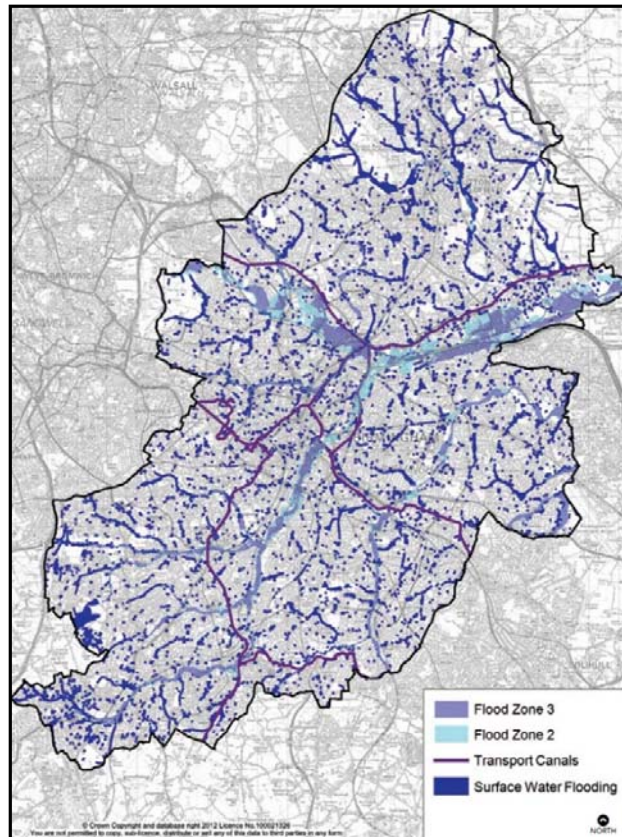 WALSALL
Flood Zone 3
Flood Zone 2
Transport Canals
Surface Water Flooding
© Crown Copyright and database right 2012 Licence No.100021326
You are not permitted to copy, sub-licence, distribute or sell any of this data to third parties in any form
NORTH